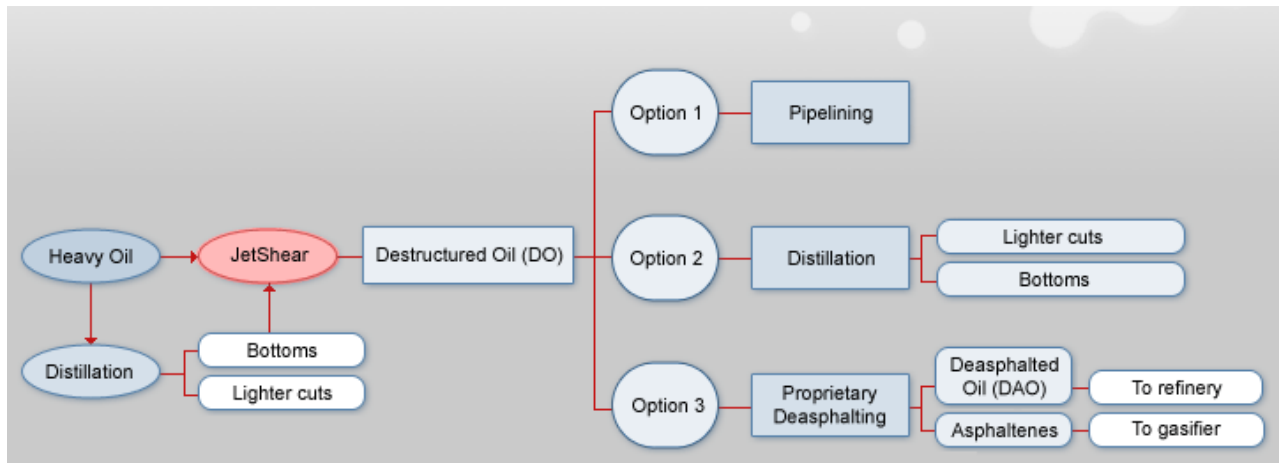 Option 1
Pipelining
Heavy Oil
JetShear
Destructured Oil (DO)
Option 2
Distillation
Lighter cuts
Bottoms
Distillation
Bottoms
Lighter cuts
Option 3
Proprietary
Deasphalting
Deasphalted
Oil (DAO)
To refinery
Asphaltenes
To gasifier